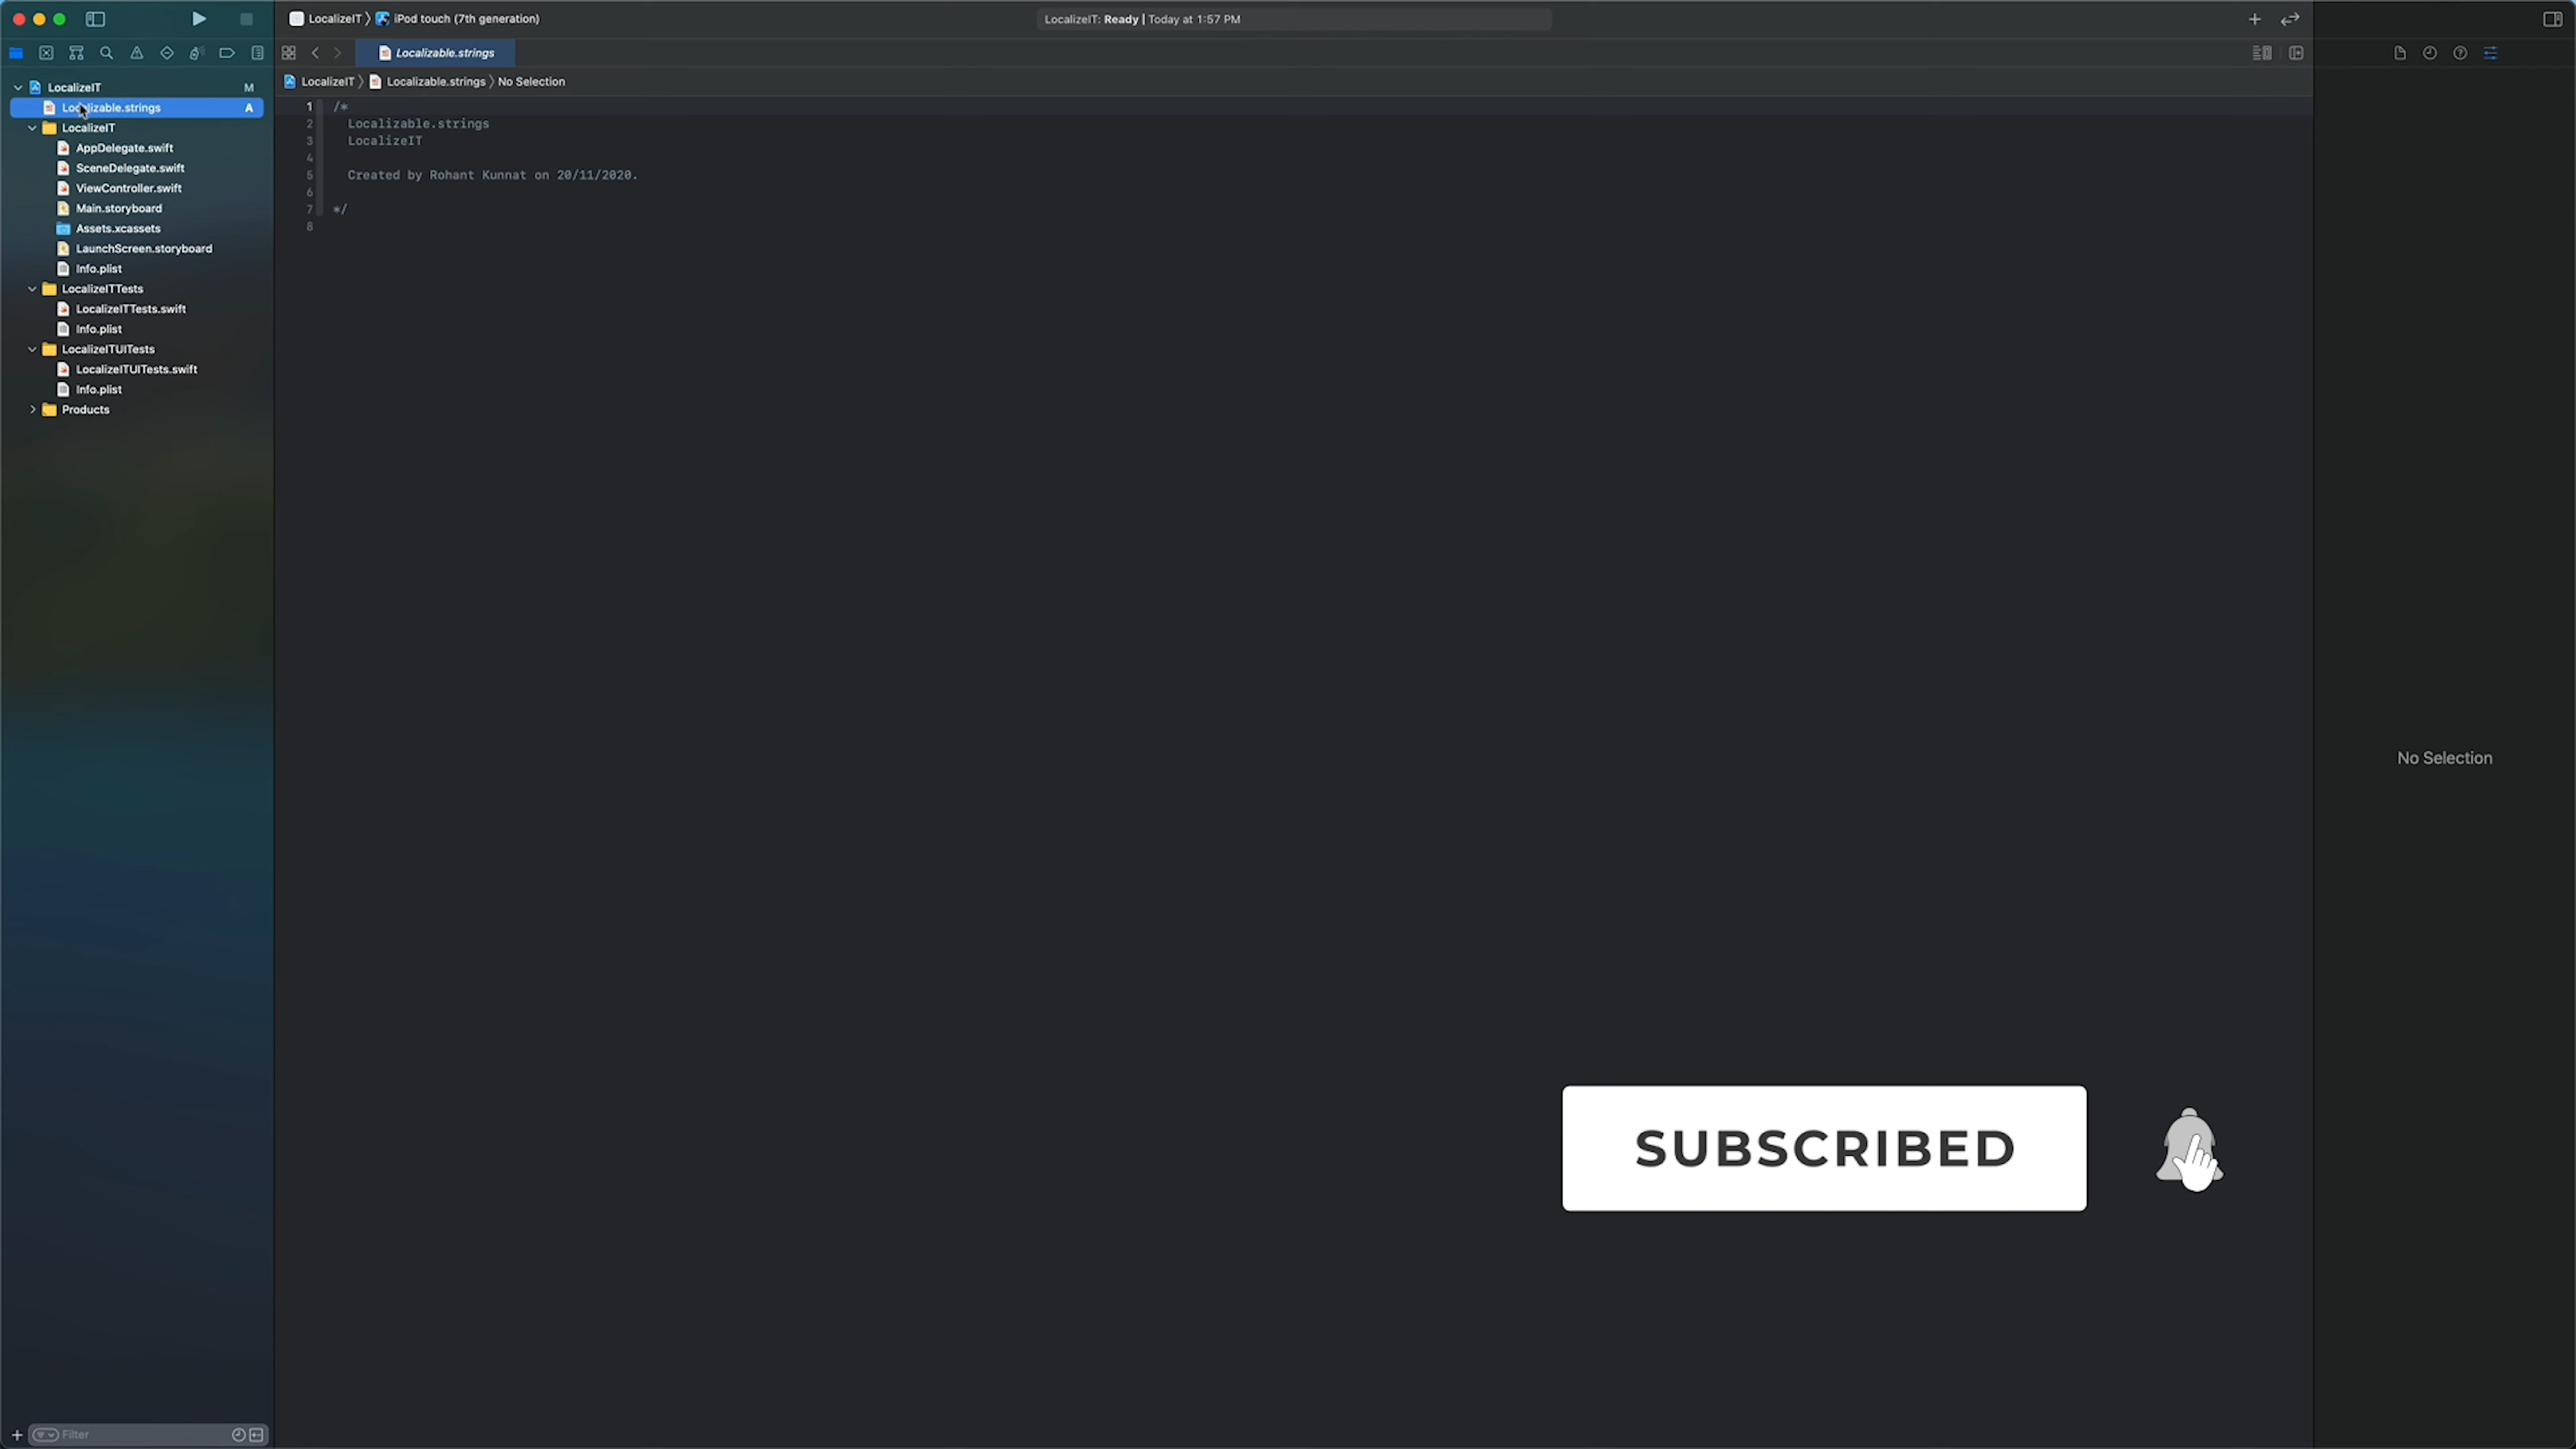 LocalizeIT 〉 iPod touch (7th generation)
LocalizeIT: Ready | Today at 1:57 PM
Localizable.strings
LocalizeIT 〉 Localizable.strings 〉 No Selection
LocalizeIT M
Localizable.strings A
LocalizeIT
AppDelegate.swift
SceneDelegate.swift
ViewController.swift
Main.storyboard
Assets.xcassets
LaunchScreen.storyboard
Info.plist
LocalizeITTests
LocalizeITTests.swift
Info.plist
LocalizeITUITests
LocalizeITUITests.swift
Info.plist
Products
Filter
1 /*
2 Localizable.strings
3 LocalizeIT
4
5 Created by Rohant Kunnat on 20/11/2020.
6
7 */
8
No Selection
SUBSCRIBED